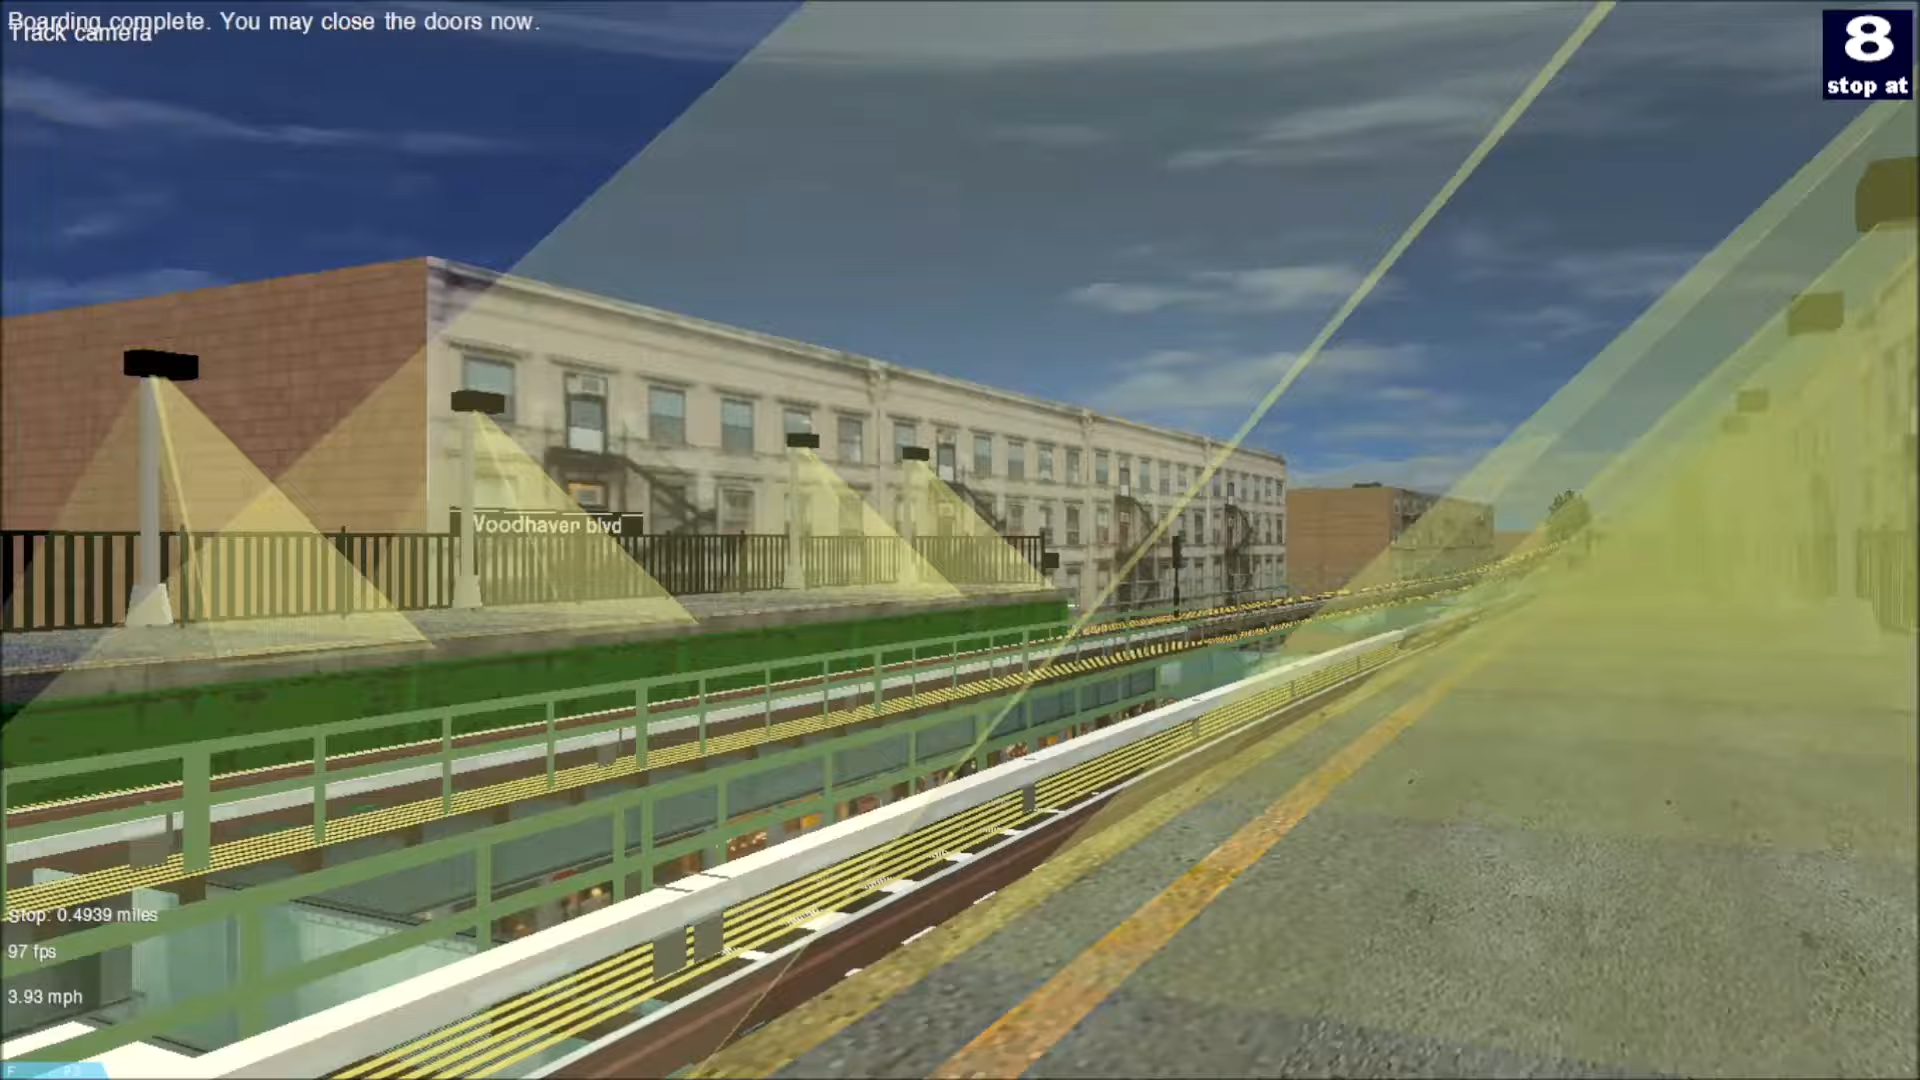 Boarding complete. You may close the doors now.
Track camera
8
stop at
Woodhaven blvd
Stop: 0.4939 miles
97 fps
3.93 mph